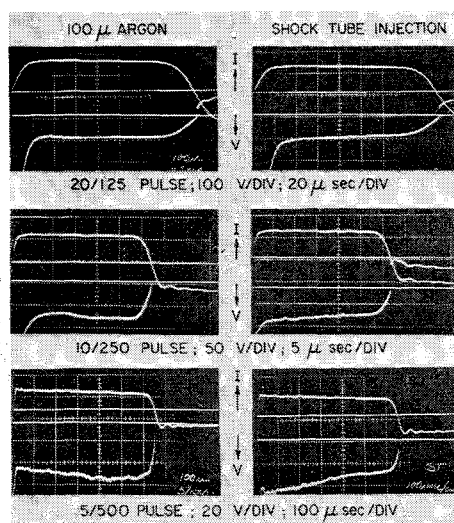 100 μ ARGON
SHOCK TUBE INJECTION
I
V
20/125 PULSE; 100 V/DIV; 20 μ sec/DIV
I
V
10/250 PULSE; 50 V/DIV; 5 μ sec/DIV
I
V
5/500 PULSE; 20 V/DIV; 100 μ sec/DIV